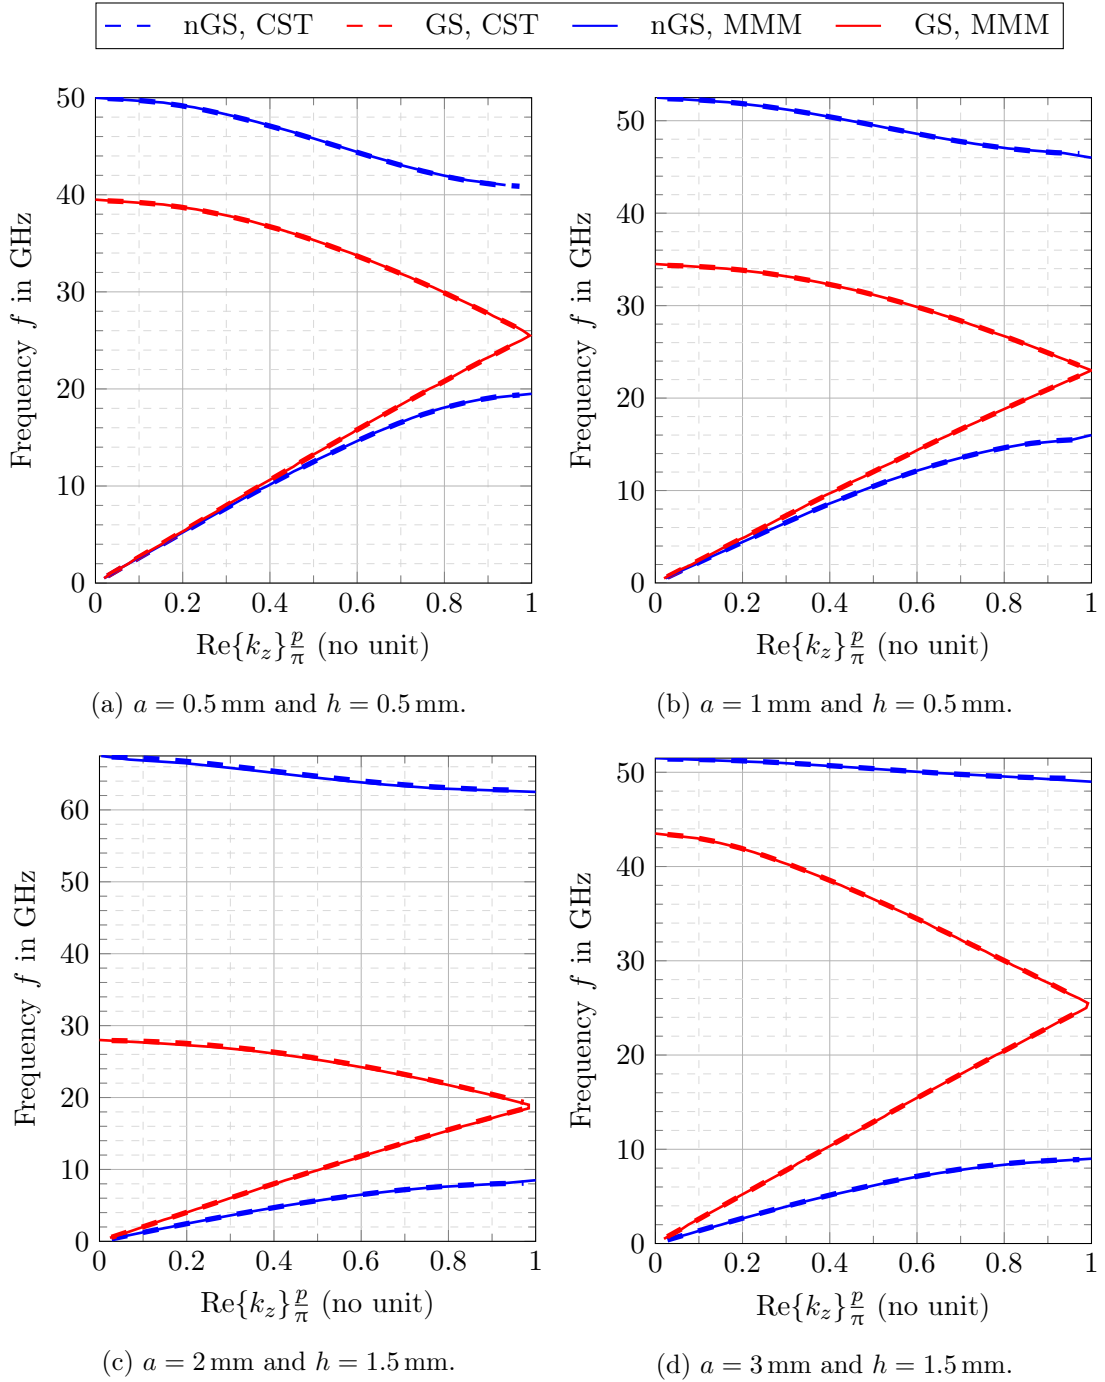 nGS, CST GS, CST nGS, MMM GS, MMM
50
40
30
20
10
0
0 0.2 0.4 0.6 0.8 1
Frequency f in GHz
Re{k_z} p/π (no unit)
(a) a = 0.5 mm and h = 0.5 mm.
50
40
30
20
10
0
0 0.2 0.4 0.6 0.8 1
Frequency f in GHz
Re{k_z} p/π (no unit)
(b) a = 1 mm and h = 0.5 mm.
60
50
40
30
20
10
0
0 0.2 0.4 0.6 0.8 1
Frequency f in GHz
Re{k_z} p/π (no unit)
(c) a = 2 mm and h = 1.5 mm.
50
40
30
20
10
0
0 0.2 0.4 0.6 0.8 1
Frequency f in GHz
Re{k_z} p/π (no unit)
(d) a = 3 mm and h = 1.5 mm.